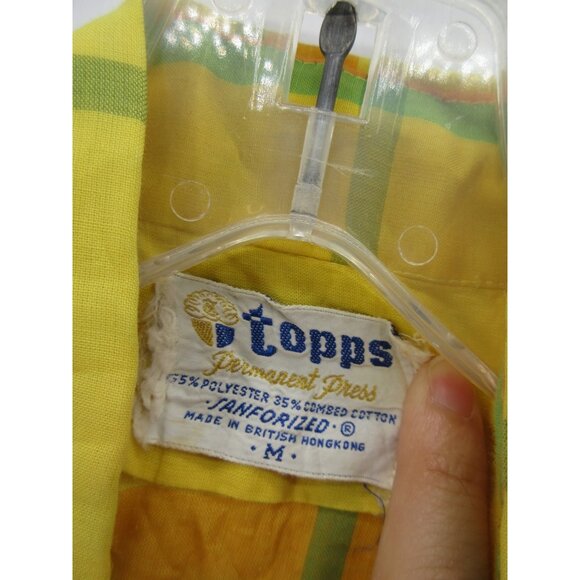 topps
Permanent Press
65% POLYESTER 35% COMBED COTTON
·SANFORIZED·®
MADE IN BRITISH HONGKONG
·M·